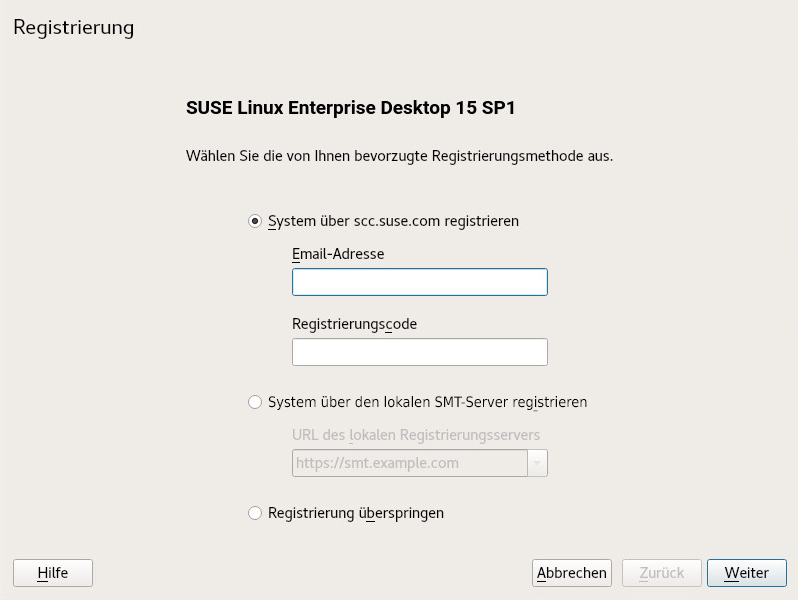 Registrierung
SUSE Linux Enterprise Desktop 15 SP1
Wählen Sie die von Ihnen bevorzugte Registrierungsmethode aus.
System über scc.suse.com registrieren
Email-Adresse
Registrierungscode
System über den lokalen SMT-Server registrieren
URL des lokalen Registrierungsservers
https://smt.example.com
Registrierung überspringen
Hilfe Abbrechen Zurück Weiter